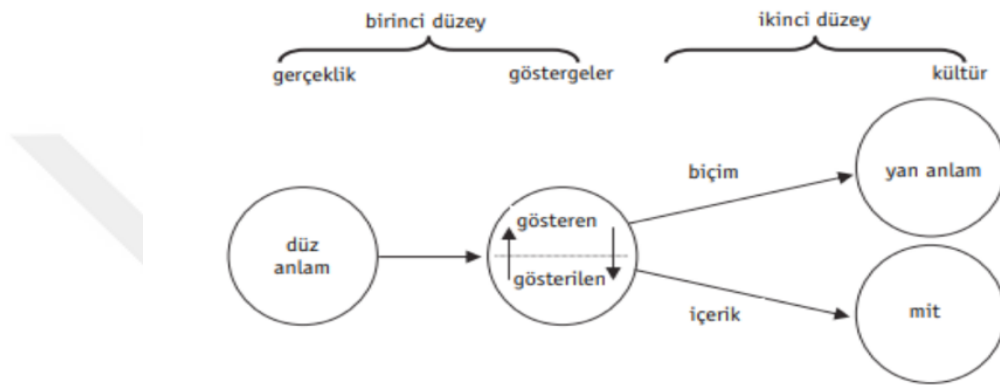 birinci düzey
ikinci düzey
gerçeklik
göstergeler
kültür
düz
anlam
gösteren
gösterilen
biçim
içerik
yan anlam
mit